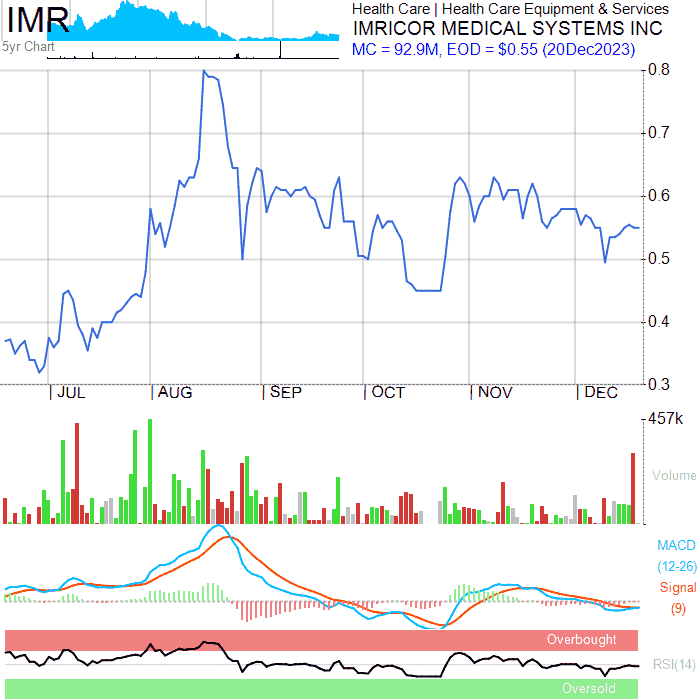 IMR
5yr Chart
Health Care | Health Care Equipment & Services
IMRICOR MEDICAL SYSTEMS INC
MC = 92.9M, EOD = $0.55 (20Dec2023)
0.8
0.7
0.6
0.5
0.4
0.3
JUL AUG SEP OCT NOV DEC
457k
Volume
MACD
(12-26)
Signal
(9)
Overbought
RSI(14)
Oversold